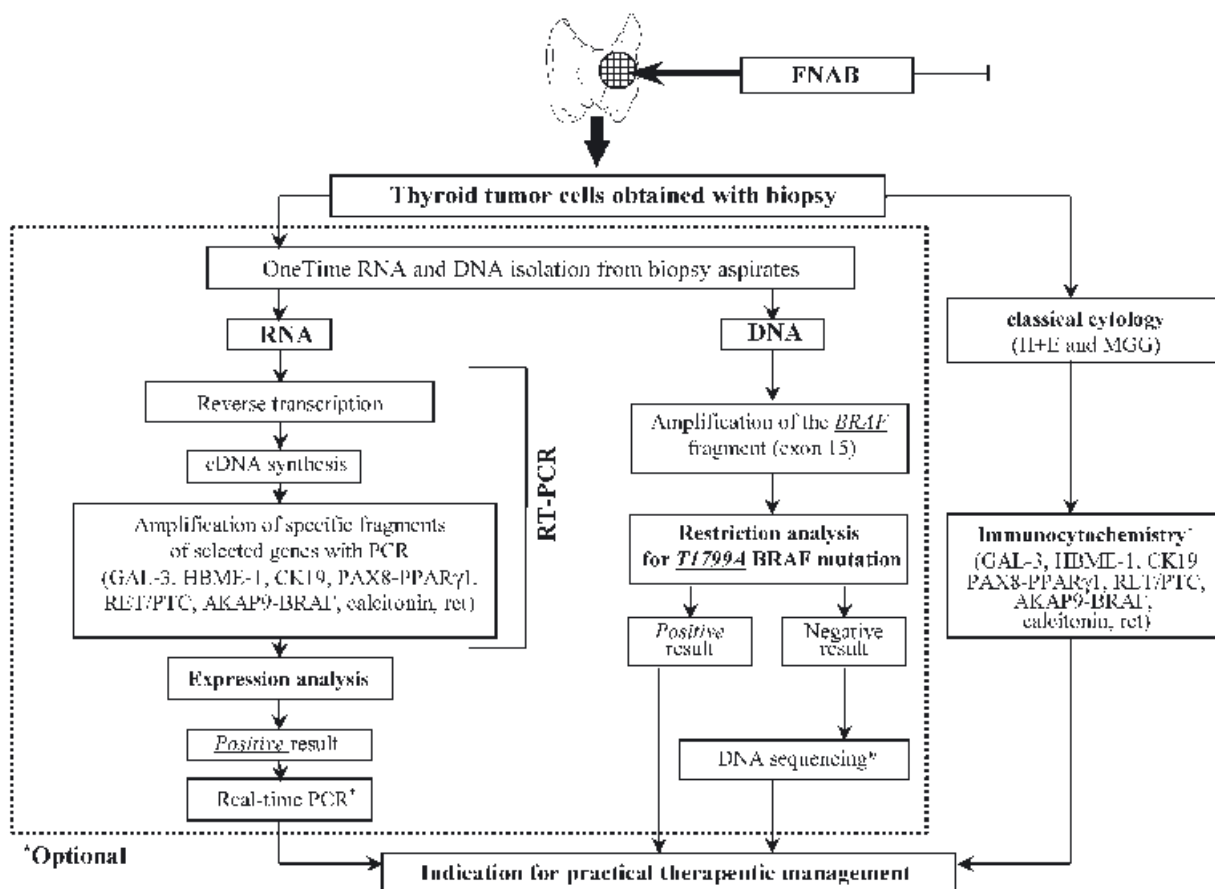 FNAB
Thyroid tumor cells obtained with biopsy
OneTime RNA and DNA isolation from biopsy aspirates
RNA
Reverse transcription
cDNA synthesis
Amplification of specific fragments
of selected genes with PCR
(GAL-3, HBME-1, CK19, PAX8-PPARγ1,
RET/PTC, AKAP9-BRAF, calcitonin, ret)
RT-PCR
Expression analysis
Positive result
Real-time PCR*
DNA
Amplification of the BRAF
fragment (exon 15)
Restriction analysis
for T1799A BRAF mutation
Positive
result
Negative
result
DNA sequencing*
classical cytology
(H+E and MGG)
Immunocytochemistry*
(GAL-3, HBME-1, CK19
PAX8-PPARγ1, RET/PTC,
AKAP9-BRAF,
calcitonin, ret)
*Optional
Indication for practical therapeutic management